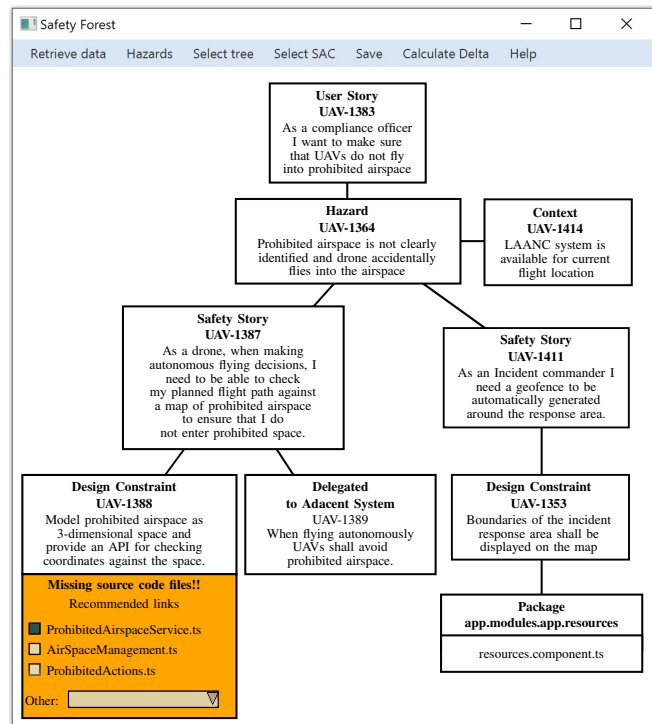 Safety Forest
Retrieve data Hazards Select tree Select SAC Save Calculate Delta Help
User Story
UAV-1383
As a compliance officer
I want to make sure
that UAVs do not fly
into prohibited airspace
Hazard
UAV-1364
Prohibited airspace is not clearly
identified and drone accidentally
flies into the airspace
Context
UAV-1414
LAANC system is
available for current
flight location
Safety Story
UAV-1387
As a drone, when making
autonomous flying decisions, I
need to be able to check
my planned flight path against
a map of prohibited airspace
to ensure that I do
not enter prohibited space.
Safety Story
UAV-1411
As an Incident commander I
need a geofence to be
automatically generated
around the response area.
Design Constraint
UAV-1388
Model prohibited airspace as
3-dimensional space and
provide an API for checking
coordinates against the space.
Delegated
to Adacent System
UAV-1389
When flying autonomously
UAVs shall avoid
prohibited airspace.
Design Constraint
UAV-1353
Boundaries of the incident
response area shall be
displayed on the map
Missing source code files!!
Recommended links
ProhibitedAirspaceService.ts
AirSpaceManagement.ts
ProhibitedActions.ts
Other:
Package
app.modules.app.resources
resources.component.ts